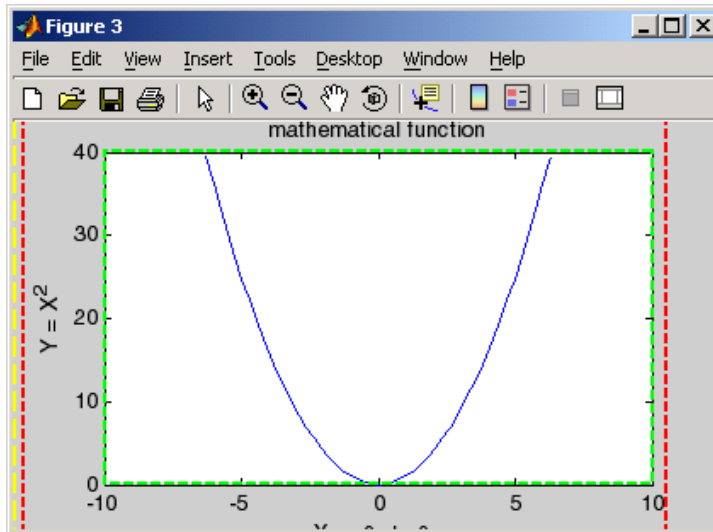 Figure 3
File Edit View Insert Tools Desktop Window Help
mathematical function
40
30
20
10
0
Y = X²
-10 -5 0 5 10